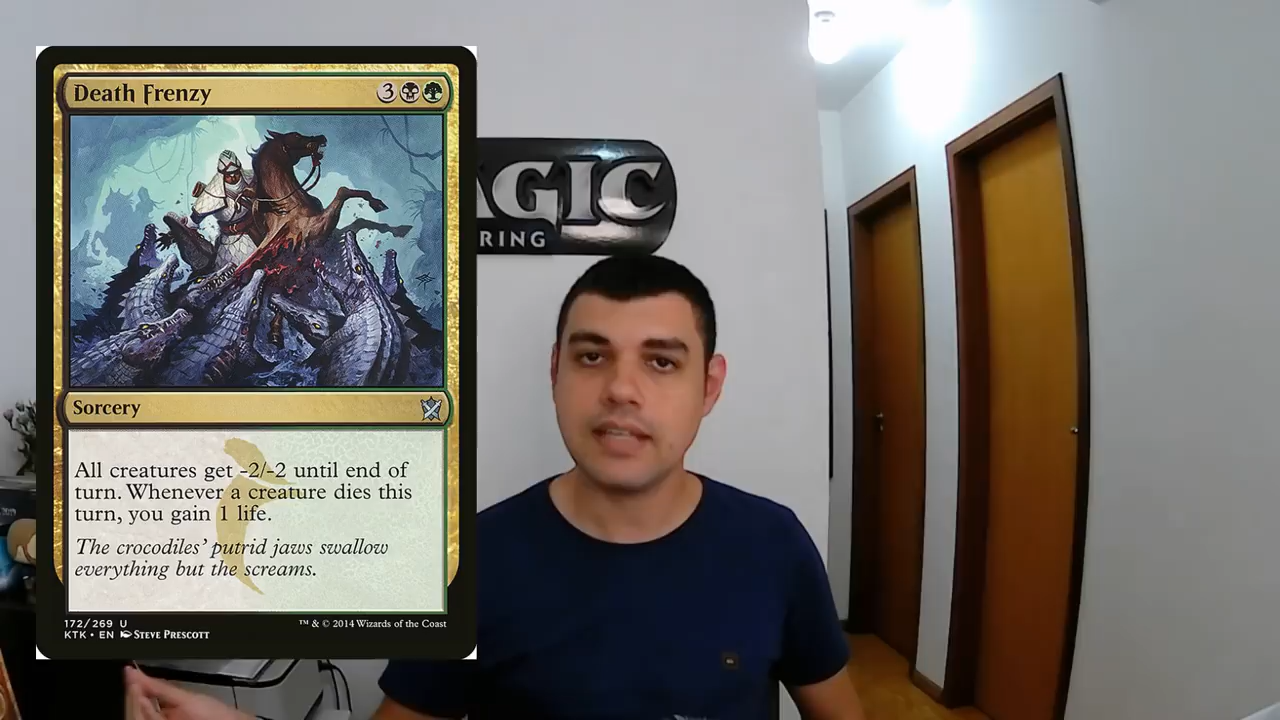 Death Frenzy 3
Sorcery
All creatures get -2/-2 until end of
turn. Whenever a creature dies this
turn, you gain 1 life.
The crocodiles' putrid jaws swallow
everything but the screams.
172/269 U
KTK • EN Steve Prescott
™ & © 2014 Wizards of the Coast
AGIC
RING